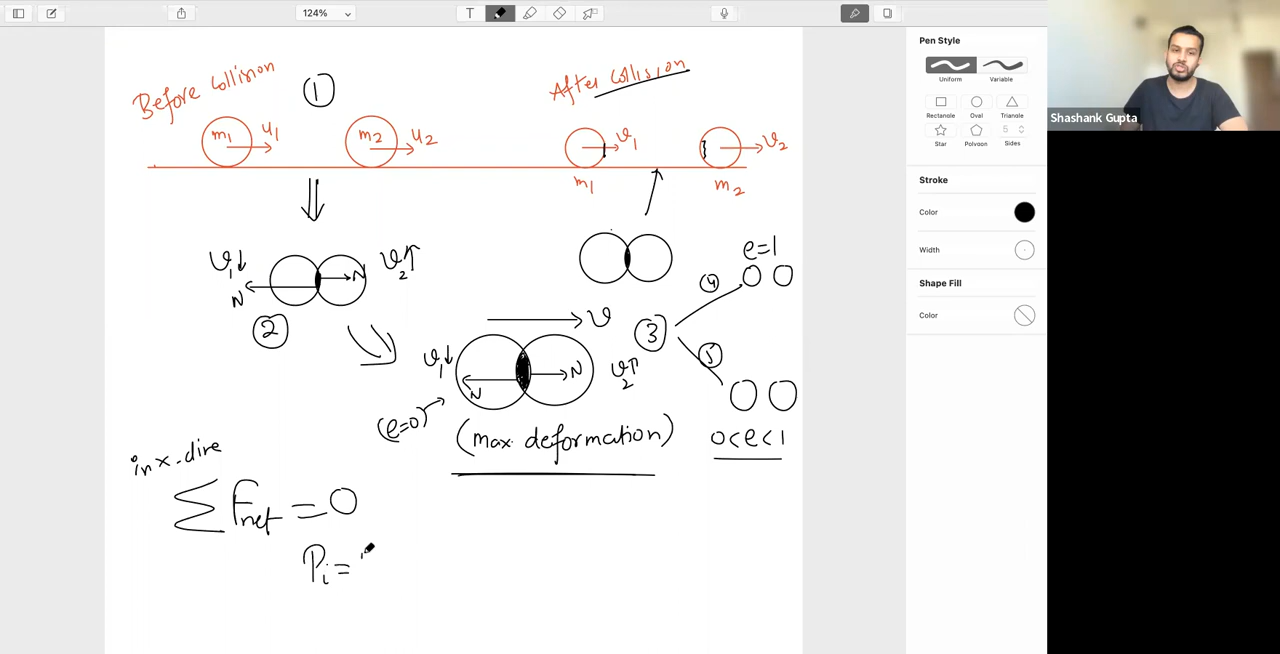 124%
T
Before Collision
1
After Collision
m1 u1
m2 u2
v1
v2
m1
m2
v1↓
N
N
v2↑
2
e=1
4
3
5
v
v1↓
N
N
v2↑
(e=0)
(max. deformation)
0<e<1
in x-dire
ΣFnet = 0
Pi =
Pen Style
Uniform
Variable
Rectangle
Oval
Triangle
Star
Polygon
5
Sides
Stroke
Color
Width
Shape Fill
Color
Shashank Gupta